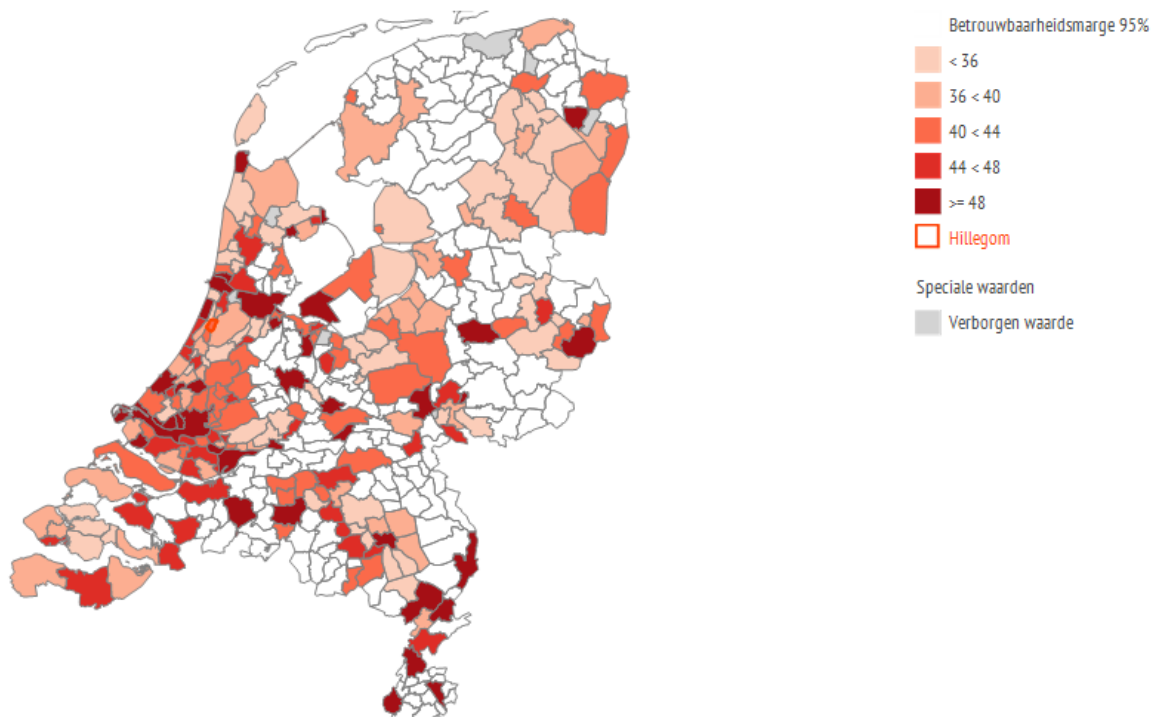 Betrouwbaarheidsmarge 95%
< 36
36 < 40
40 < 44
44 < 48
>= 48
Hillegom
Speciale waarden
Verborgen waarde